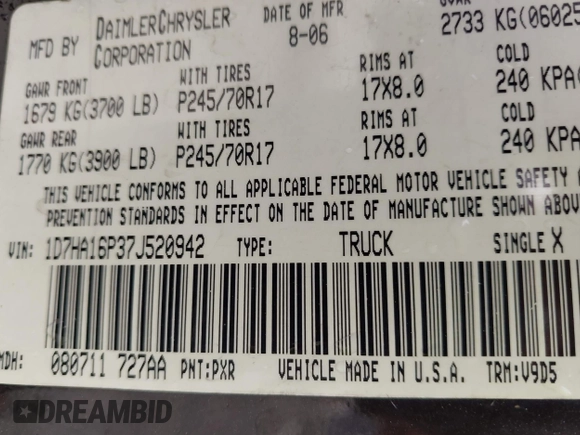 MFD BY DAIMLERCHRYSLER CORPORATION DATE OF MFR 8-06 GVWR 2733 KG(06025
GAWR FRONT WITH TIRES RIMS AT COLD
1679 KG(3700 LB) P245/70R17 17X8.0 240 KPA(
GAWR REAR WITH TIRES RIMS AT COLD
1770 KG(3900 LB) P245/70R17 17X8.0 240 KPA
THIS VEHICLE CONFORMS TO ALL APPLICABLE FEDERAL MOTOR VEHICLE SAFETY
PREVENTION STANDARDS IN EFFECT ON THE DATE OF MANUFACTURE SHOWN ABOVE
VIN: 1D7HA16P37J520942 TYPE: TRUCK SINGLE X
MDH: 080711 727AA PNT:PXR VEHICLE MADE IN U.S.A. TRM:V9D5
DREAMBID